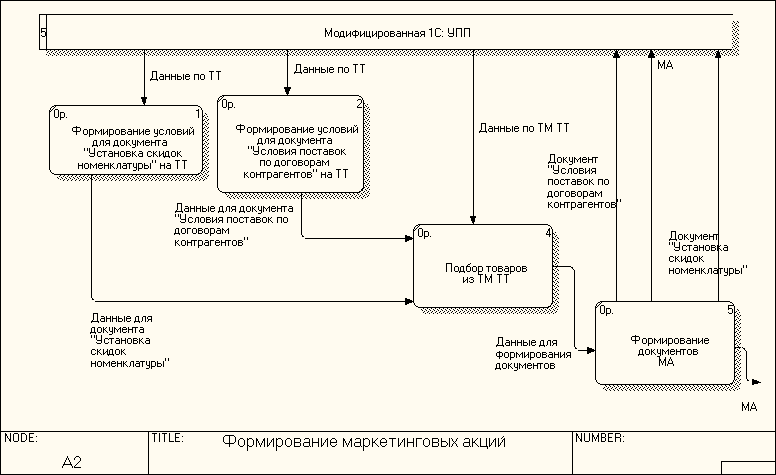 5 Модифицированная 1С: УПП
Данные по ТТ
Данные по ТТ
МА
0р. 1
Формирование условий
для документа
"Установка скидок
номенклатуры" на ТТ
0р. 2
Формирование условий
для документа
"Условия поставок
по договорам
контрагентов" на ТТ
Данные по ТМ ТТ
Документ
"Условия
поставок по
договорам
контрагентов"
Данные для документа
"Условия поставок по
договорам
контрагентов"
0р. 4
Подбор товаров
из ТМ ТТ
Документ
"Установка
скидок
номенклатуры"
Данные для
документа
"Установка
скидок
номенклатуры"
Данные для
формирования
документов
0р. 5
Формирование
документов
МА
МА
NODE:
A2
TITLE:
Формирование маркетинговых акций
NUMBER: